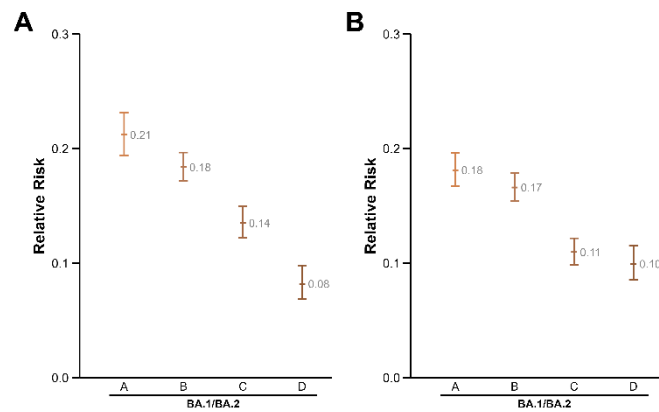 A
B
0.3
0.2
0.1
0.0
Relative Risk
0.21
0.18
0.14
0.08
A B C D
BA.1/BA.2
0.3
0.2
0.1
0.0
Relative Risk
0.18
0.17
0.11
0.10
A B C D
BA.1/BA.2